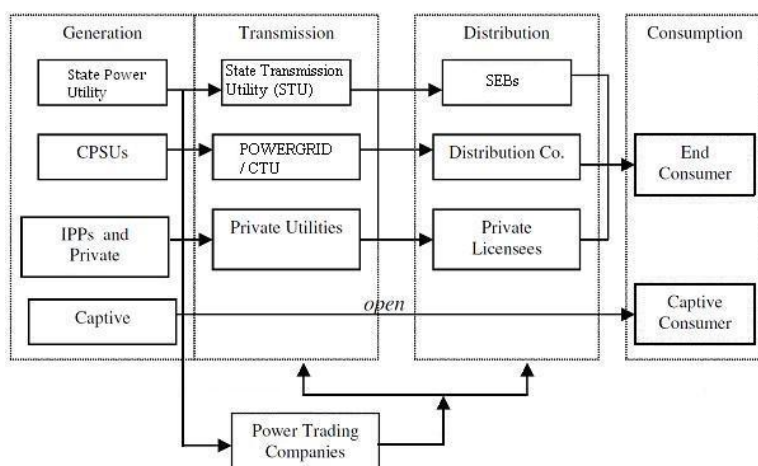 Generation
Transmission
Distribution
Consumption
State Power
Utility
State Transmission
Utility (STU)
SEBs
CPSUs
POWERGRID
/ CTU
Distribution Co.
End
Consumer
IPPs and
Private
Private Utilities
Private
Licensees
Captive
open
Captive
Consumer
Power Trading
Companies